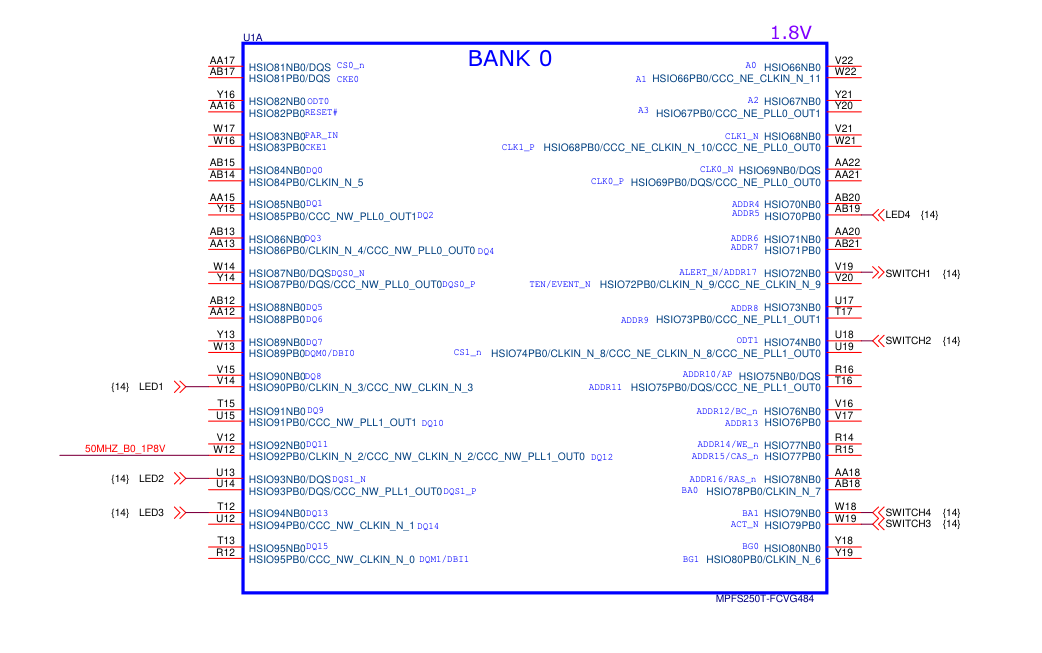 1.8V
U1A
BANK 0
AA17 HSIO81NB0/DQS CS0_n
AB17 HSIO81PB0/DQS CKE0
Y16 HSIO82NB0 ODT0
AA16 HSIO82PB0 RESET#
W17 HSIO83NB0 PAR_IN
W16 HSIO83PB0 CKE1
AB15 HSIO84NB0 DQ0
AB14 HSIO84PB0/CLKIN_N_5
AA15 HSIO85NB0 DQ1
Y15 HSIO85PB0/CCC_NW_PLL0_OUT1 DQ2
AB13 HSIO86NB0 DQ3
AA13 HSIO86PB0/CLKIN_N_4/CCC_NW_PLL0_OUT0 DQ4
W14 HSIO87NB0/DQS DQS0_N
Y14 HSIO87PB0/DQS/CCC_NW_PLL0_OUT0 DQS0_P
AB12 HSIO88NB0 DQ5
AA12 HSIO88PB0 DQ6
Y13 HSIO89NB0 DQ7
W13 HSIO89PB0 DQM0/DBI0
V15 HSIO90NB0 DQ8
{14} LED1 V14 HSIO90PB0/CLKIN_N_3/CCC_NW_CLKIN_N_3
T15 HSIO91NB0 DQ9
U15 HSIO91PB0/CCC_NW_PLL1_OUT1 DQ10
V12 HSIO92NB0 DQ11
50MHZ_B0_1P8V W12 HSIO92PB0/CLKIN_N_2/CCC_NW_CLKIN_N_2/CCC_NW_PLL1_OUT0 DQ12
{14} LED2 U13 HSIO93NB0/DQS DQS1_N
U14 HSIO93PB0/DQS/CCC_NW_PLL1_OUT0 DQS1_P
{14} LED3 T12 HSIO94NB0 DQ13
U12 HSIO94PB0/CCC_NW_CLKIN_N_1 DQ14
T13 HSIO95NB0 DQ15
R12 HSIO95PB0/CCC_NW_CLKIN_N_0 DQM1/DBI1
A0 HSIO66NB0 V22
A1 HSIO66PB0/CCC_NE_CLKIN_N_11 W22
A2 HSIO67NB0 Y21
A3 HSIO67PB0/CCC_NE_PLL0_OUT1 Y20
CLK1_N HSIO68NB0 V21
CLK1_P HSIO68PB0/CCC_NE_CLKIN_N_10/CCC_NE_PLL0_OUT0 W21
CLK0_N HSIO69NB0/DQS AA22
CLK0_P HSIO69PB0/DQS/CCC_NE_PLL0_OUT0 AA21
ADDR4 HSIO70NB0 AB20
ADDR5 HSIO70PB0 AB19 LED4 {14}
ADDR6 HSIO71NB0 AA20
ADDR7 HSIO71PB0 AB21
ALERT_N/ADDR17 HSIO72NB0 V19 SWITCH1 {14}
TEN/EVENT_N HSIO72PB0/CLKIN_N_9/CCC_NE_CLKIN_N_9 V20
ADDR8 HSIO73NB0 U17
ADDR9 HSIO73PB0/CCC_NE_PLL1_OUT1 T17
ODT1 HSIO74NB0 U18 SWITCH2 {14}
CS1_n HSIO74PB0/CLKIN_N_8/CCC_NE_CLKIN_N_8/CCC_NE_PLL1_OUT0 U19
ADDR10/AP HSIO75NB0/DQS R16
ADDR11 HSIO75PB0/DQS/CCC_NE_PLL1_OUT0 T16
ADDR12/BC_n HSIO76NB0 V16
ADDR13 HSIO76PB0 V17
ADDR14/WE_n HSIO77NB0 R14
ADDR15/CAS_n HSIO77PB0 R15
ADDR16/RAS_n HSIO78NB0 AA18
BA0 HSIO78PB0/CLKIN_N_7 AB18
BA1 HSIO79NB0 W18 SWITCH4 {14}
ACT_N HSIO79PB0 W19 SWITCH3 {14}
BG0 HSIO80NB0 Y18
BG1 HSIO80PB0/CLKIN_N_6 Y19
MPFS250T-FCVG484